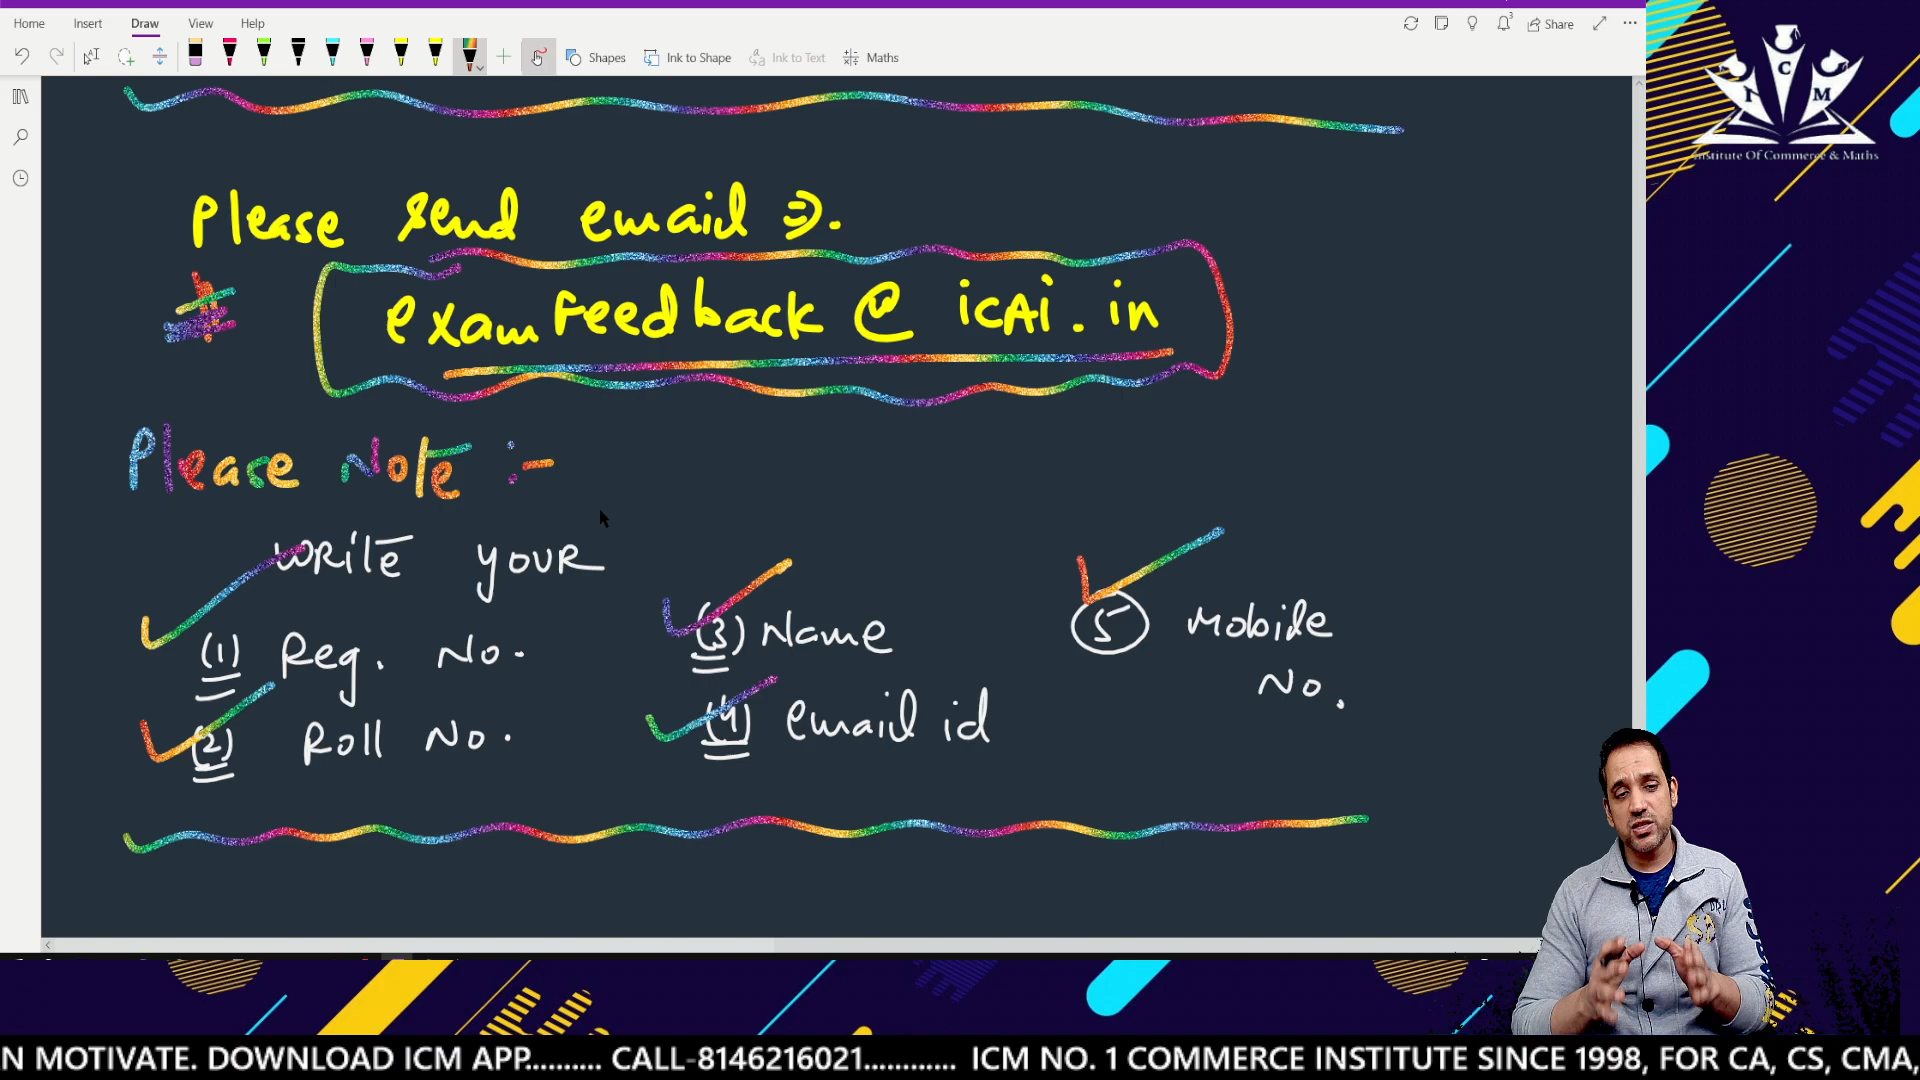 Home Insert Draw View Help
3 Share
Shapes Ink to Shape Ink to Text Maths
I C M
Institute Of Commerce & Maths
Please send email
# examfeedback @ icAi. in
Please Note :-
Write your
(1) Reg. No.
(2) Roll No.
(3) Name
(4) email id
5 Mobile
No.
N MOTIVATE. DOWNLOAD ICM APP.......... CALL-8146216021............ ICM NO. 1 COMMERCE INSTITUTE SINCE 1998, FOR CA, CS, CMA,